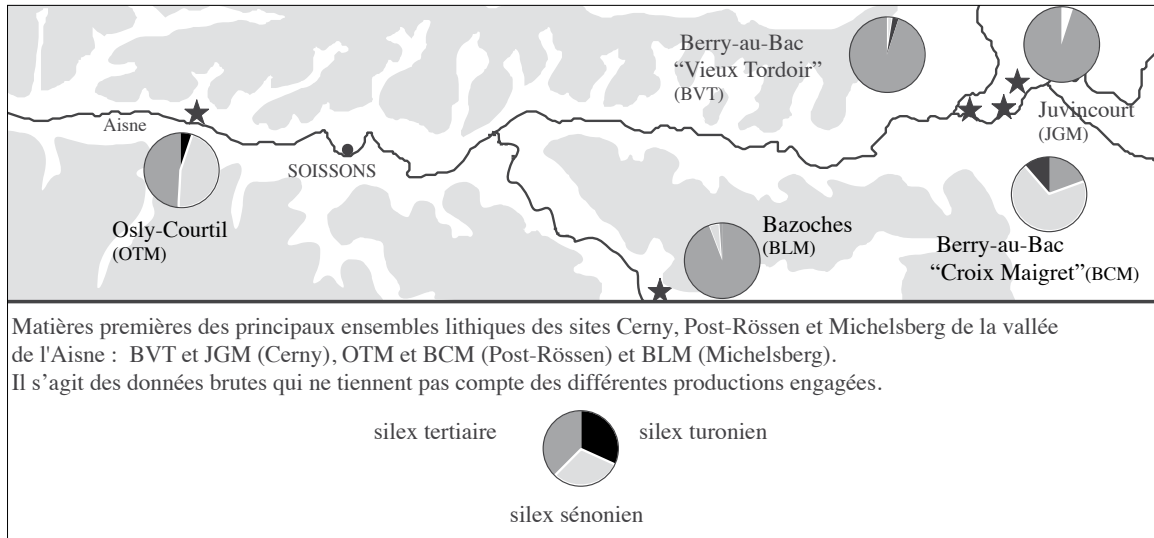 Berry-au-Bac
“Vieux Tordoir”
(BVT)
Juvincourt
(JGM)
Aisne
SOISSONS
Osly-Courtil
(OTM)
Bazoches
(BLM)
Berry-au-Bac
“Croix Maigret”(BCM)
Matières premières des principaux ensembles lithiques des sites Cerny, Post-Rössen et Michelsberg de la vallée
de l'Aisne : BVT et JGM (Cerny), OTM et BCM (Post-Rössen) et BLM (Michelsberg).
Il s’agit des données brutes qui ne tiennent pas compte des différentes productions engagées.
silex tertiaire
silex turonien
silex sénonien